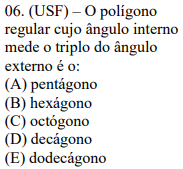 06. (USF) – O polígono
regular cujo ângulo interno
mede o triplo do ângulo
externo é o:
(A) pentágono
(B) hexágono
(C) octógono
(D) decágono
(E) dodecágono